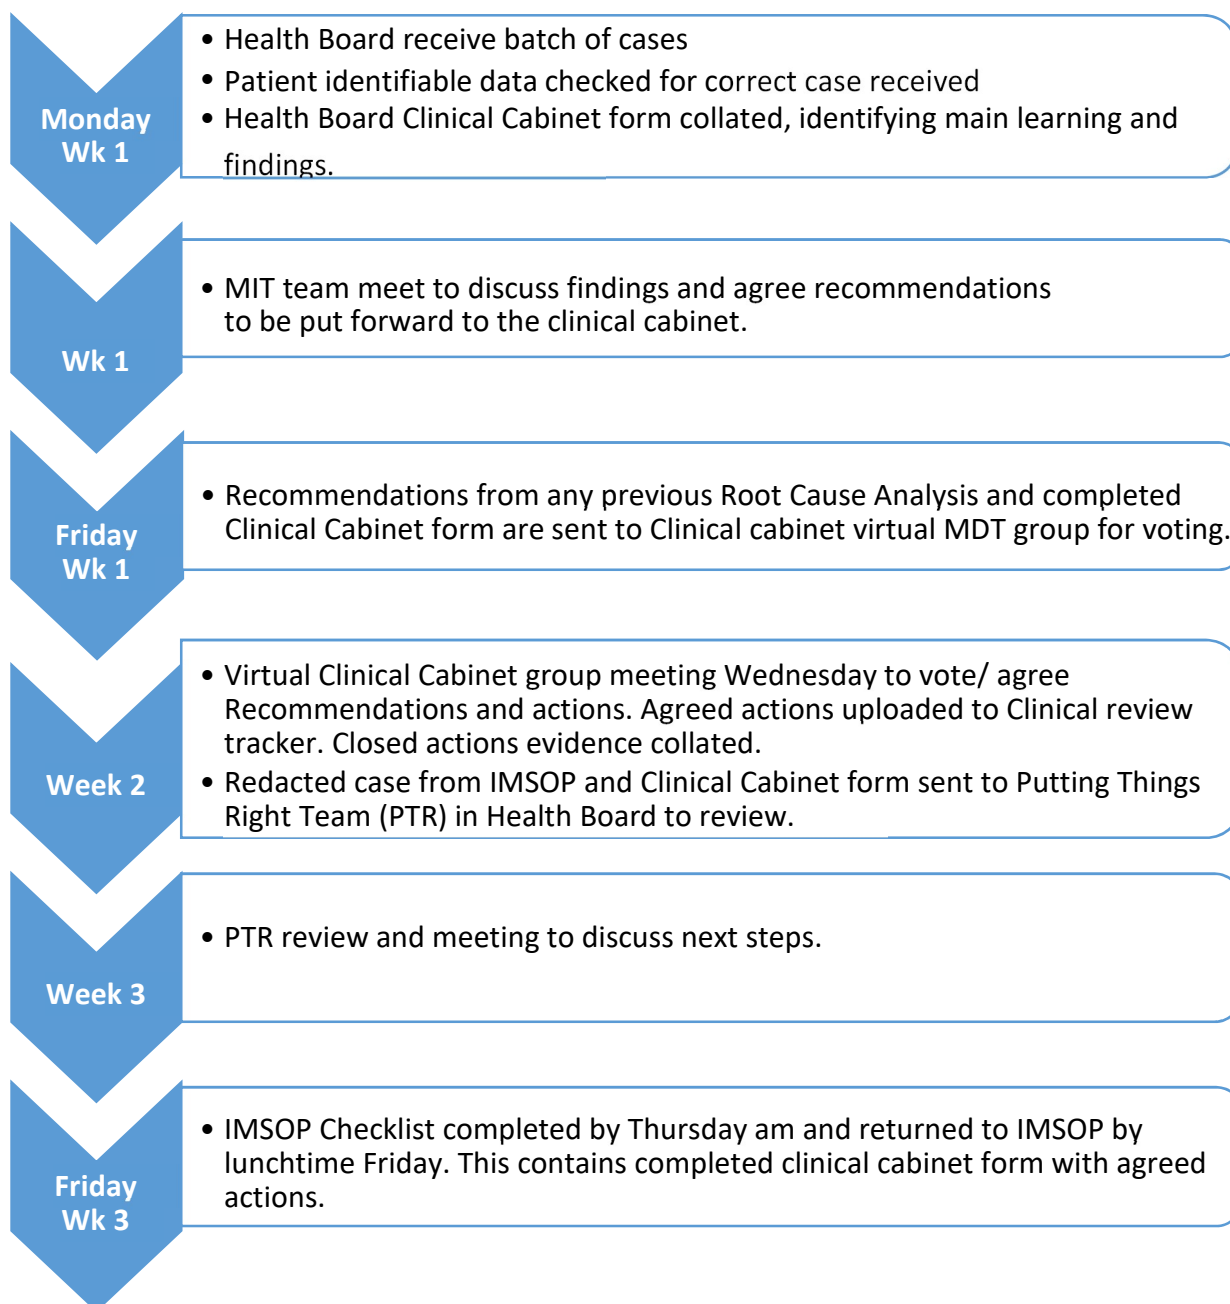 Monday
Wk 1
• Health Board receive batch of cases
• Patient identifiable data checked for correct case received
• Health Board Clinical Cabinet form collated, identifying main learning and
findings.
Wk 1
• MIT team meet to discuss findings and agree recommendations
to be put forward to the clinical cabinet.
Friday
Wk 1
• Recommendations from any previous Root Cause Analysis and completed
Clinical Cabinet form are sent to Clinical cabinet virtual MDT group for voting.
Week 2
• Virtual Clinical Cabinet group meeting Wednesday to vote/ agree
Recommendations and actions. Agreed actions uploaded to Clinical review
tracker. Closed actions evidence collated.
• Redacted case from IMSOP and Clinical Cabinet form sent to Putting Things
Right Team (PTR) in Health Board to review.
Week 3
• PTR review and meeting to discuss next steps.
Friday
Wk 3
• IMSOP Checklist completed by Thursday am and returned to IMSOP by
lunchtime Friday. This contains completed clinical cabinet form with agreed
actions.